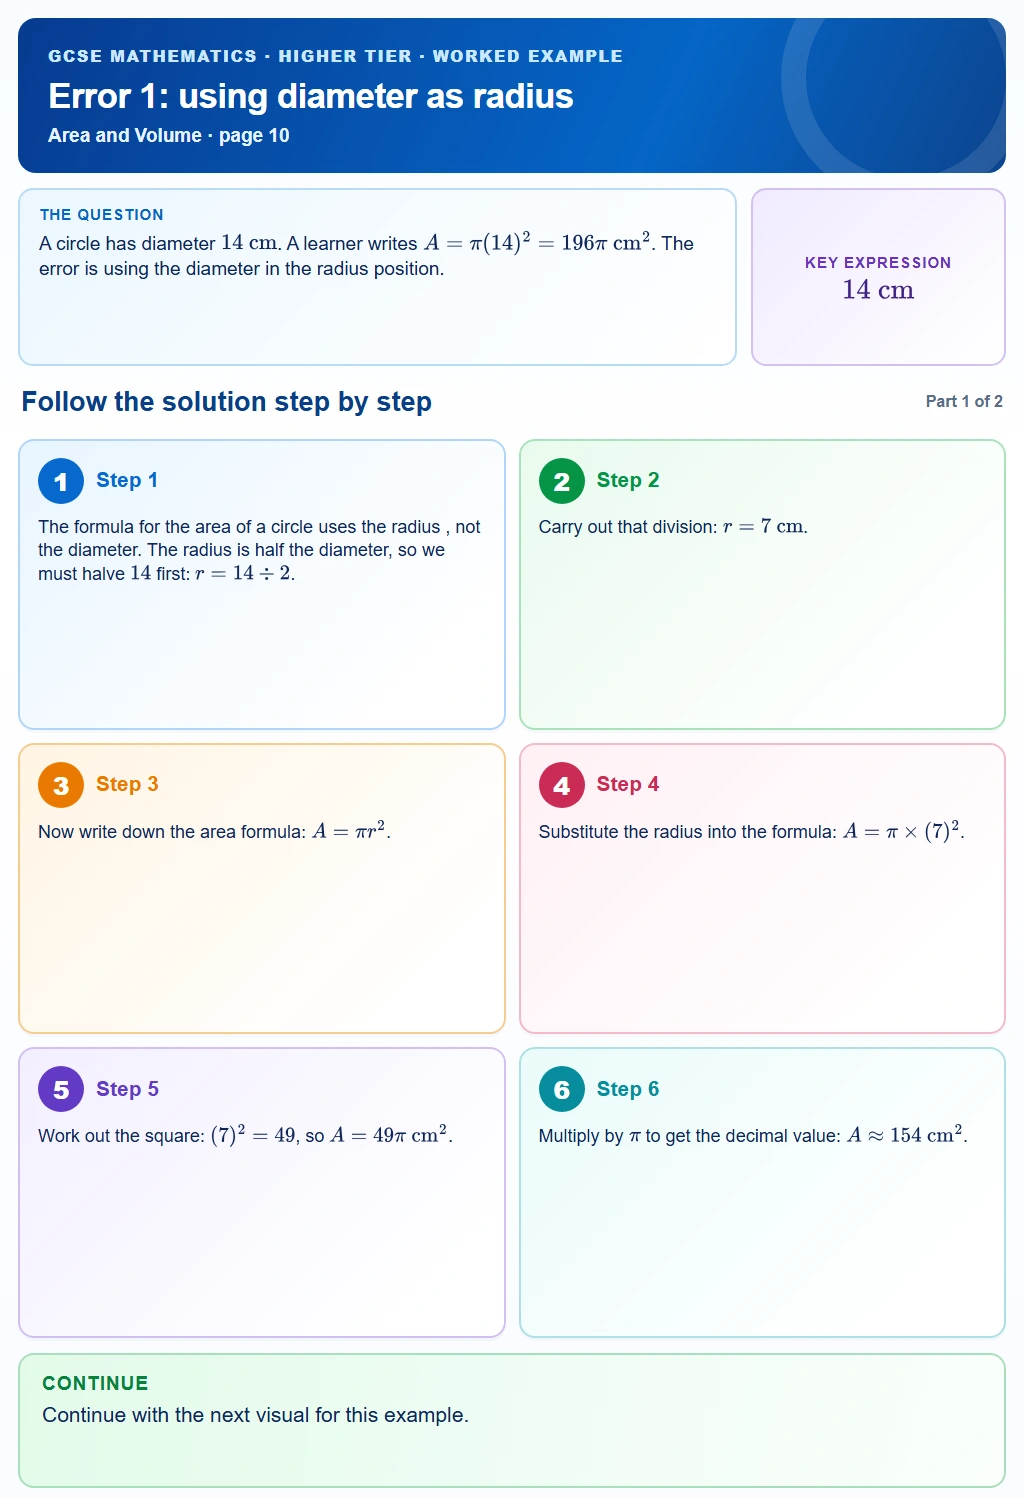 GCSE MATHEMATICS · HIGHER TIER · WORKED EXAMPLE
Error 1: using diameter as radius
Area and Volume · page 10
THE QUESTION
A circle has diameter 14 cm. A learner writes A = π(14)² = 196π cm². The
error is using the diameter in the radius position.
KEY EXPRESSION
14 cm
Follow the solution step by step
Part 1 of 2
1 Step 1
The formula for the area of a circle uses the radius , not
the diameter. The radius is half the diameter, so we
must halve 14 first: r = 14 ÷ 2.
2 Step 2
Carry out that division: r = 7 cm.
3 Step 3
Now write down the area formula: A = πr².
4 Step 4
Substitute the radius into the formula: A = π × (7)².
5 Step 5
Work out the square: (7)² = 49, so A = 49π cm².
6 Step 6
Multiply by π to get the decimal value: A ≈ 154 cm².
CONTINUE
Continue with the next visual for this example.